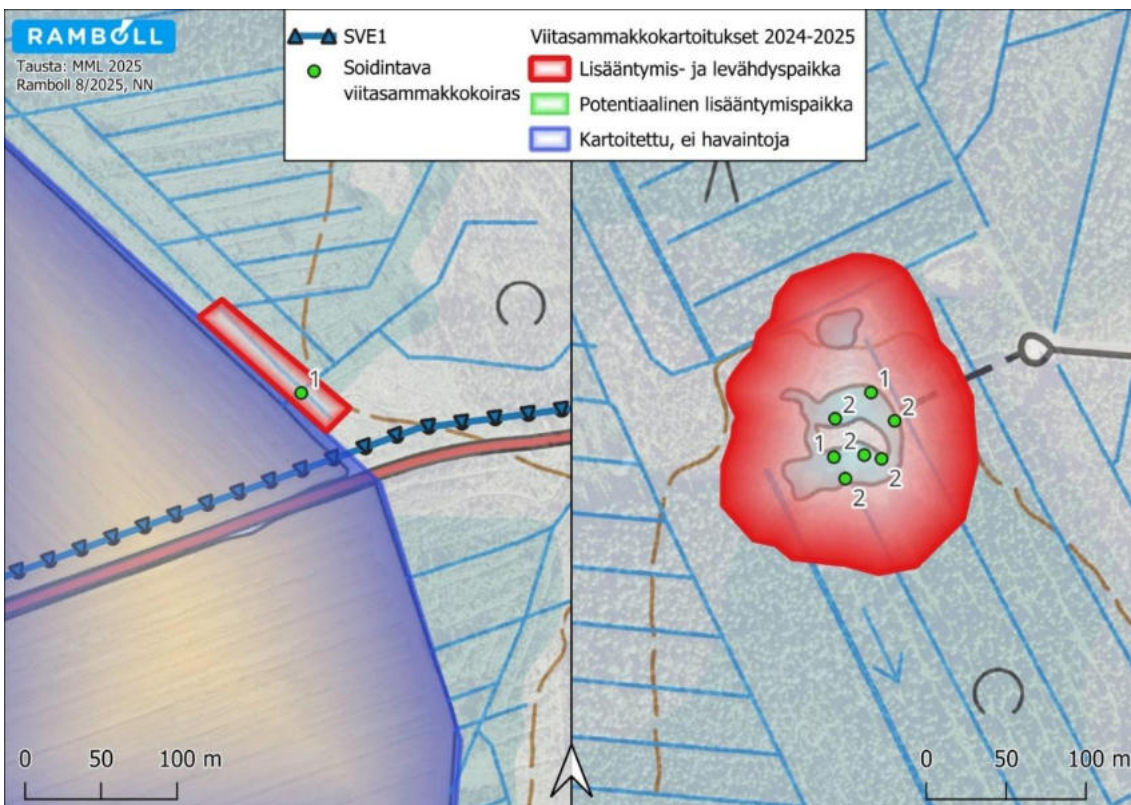 RAMBOLL
Tausta: MML 2025
Ramboll 8/2025, NN
SVE1
Soidintava
viitasammakkokoiras
Viitasammakkokartoitukset 2024-2025
Lisääntymis- ja levähdyspaikka
Potentiaalinen lisääntymispaikka
Kartoitettu, ei havaintoja
1
1
2
2
1
2
2
2
0 50 100 m
0 50 100 m